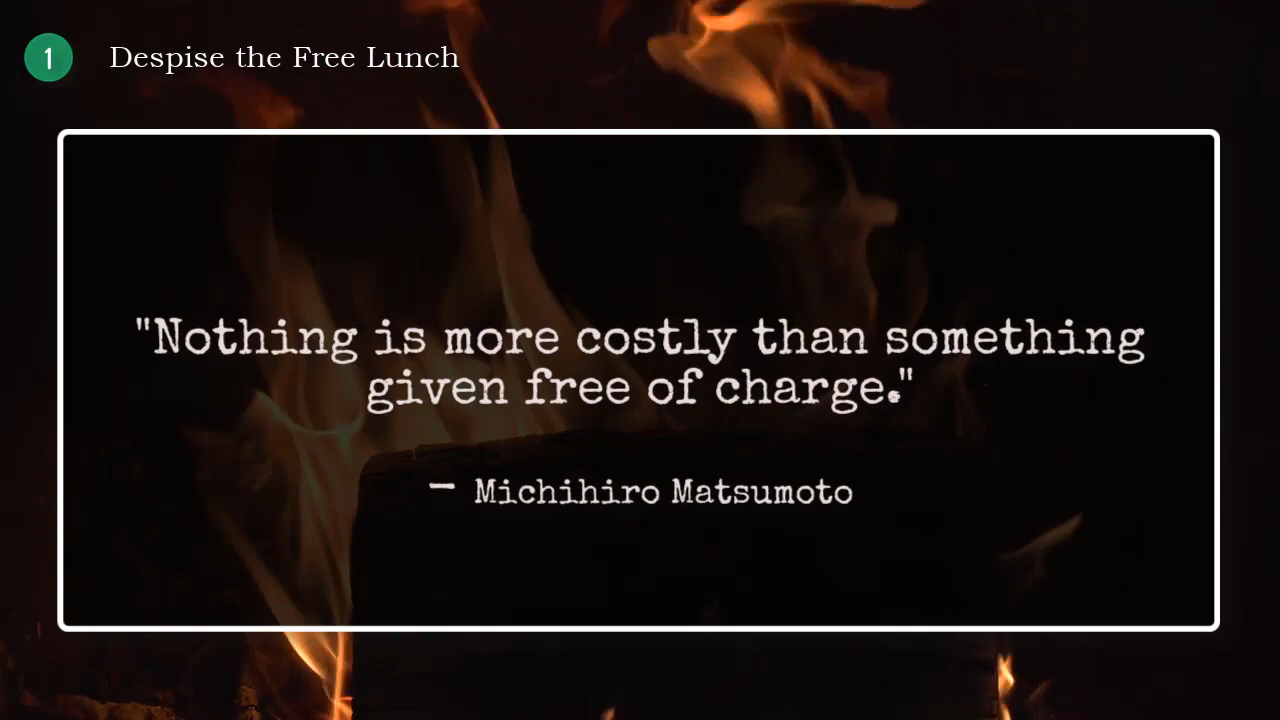 1 Despise the Free Lunch
"Nothing is more costly than something
given free of charge."
— Michihiro Matsumoto